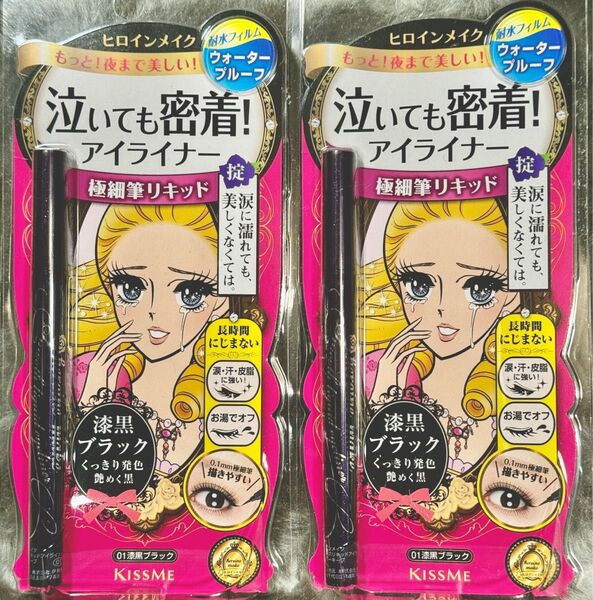 ヒロインメイク
もっと!夜まで美しい!
耐水フィルム
ウォーター
プルーフ
泣いても密着!
アイライナー
極細筆リキッド
掟
涙に濡れても、
美しくなくては。
長時間
にじまない
涙・汗・皮脂
に強い!
お湯でオフ
漆黒
ブラック
くっきり発色
艶めく黒
0.1mm極細筆
描きやすい
01漆黒ブラック
KISSME
heroine
make
ヒロインメイク
もっと!夜まで美しい!
耐水フィルム
ウォーター
プルーフ
泣いても密着!
アイライナー
極細筆リキッド
掟
涙に濡れても、
美しくなくては。
長時間
にじまない
涙・汗・皮脂
に強い!
お湯でオフ
漆黒
ブラック
くっきり発色
艶めく黒
0.1mm極細筆
描きやすい
01漆黒ブラック
KISSME
heroine
make